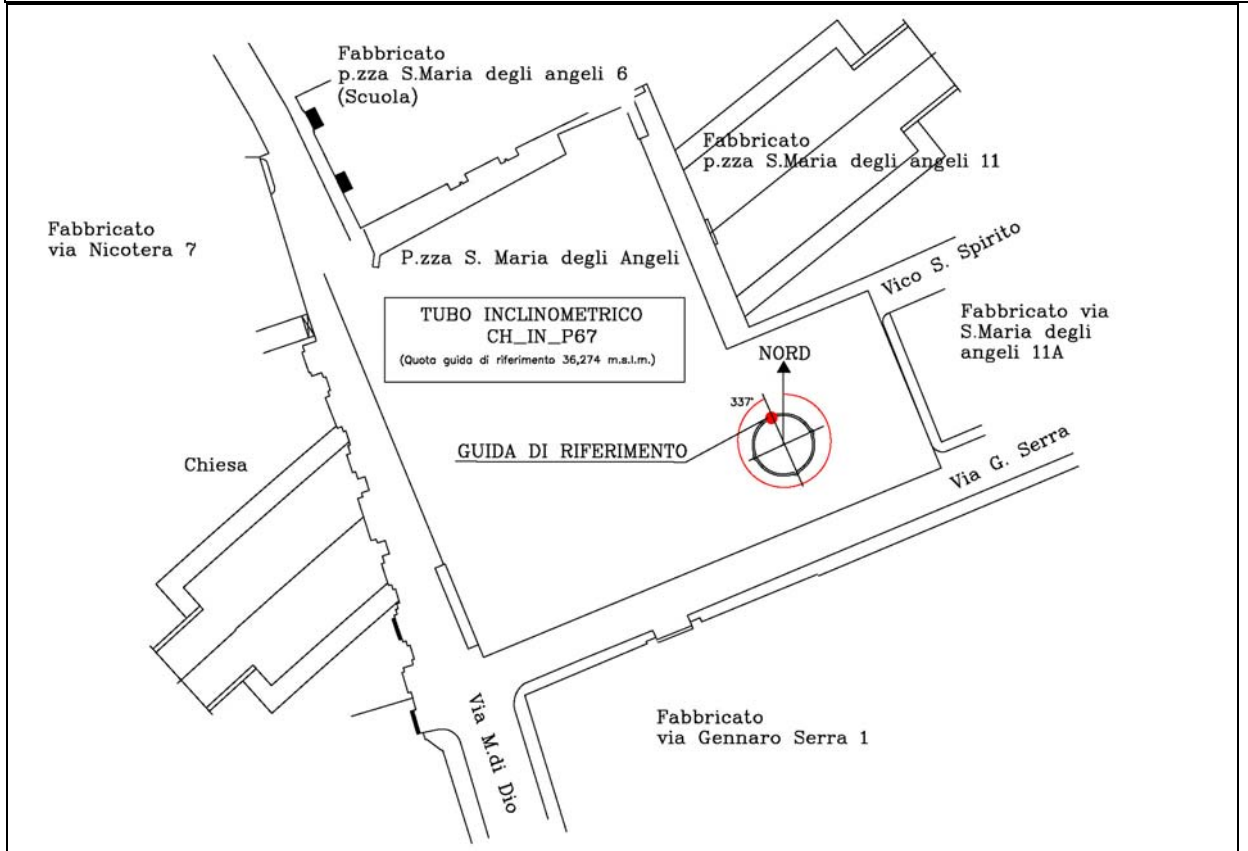 Fabbricato
p.zza S.Maria degli angeli 6
(Scuola)
Fabbricato
p.zza S.Maria degli angeli 11
Fabbricato
via Nicotera 7
P.zza S. Maria degli Angeli
Vico S. Spirito
TUBO INCLINOMETRICO
CH_IN_P67
(Quota guida di riferimento 36,274 m.s.l.m.)
Fabbricato via
S.Maria degli
angeli 11A
NORD
337°
GUIDA DI RIFERIMENTO
Chiesa
Via G. Serra
Via M.di Dio
Fabbricato
via Gennaro Serra 1